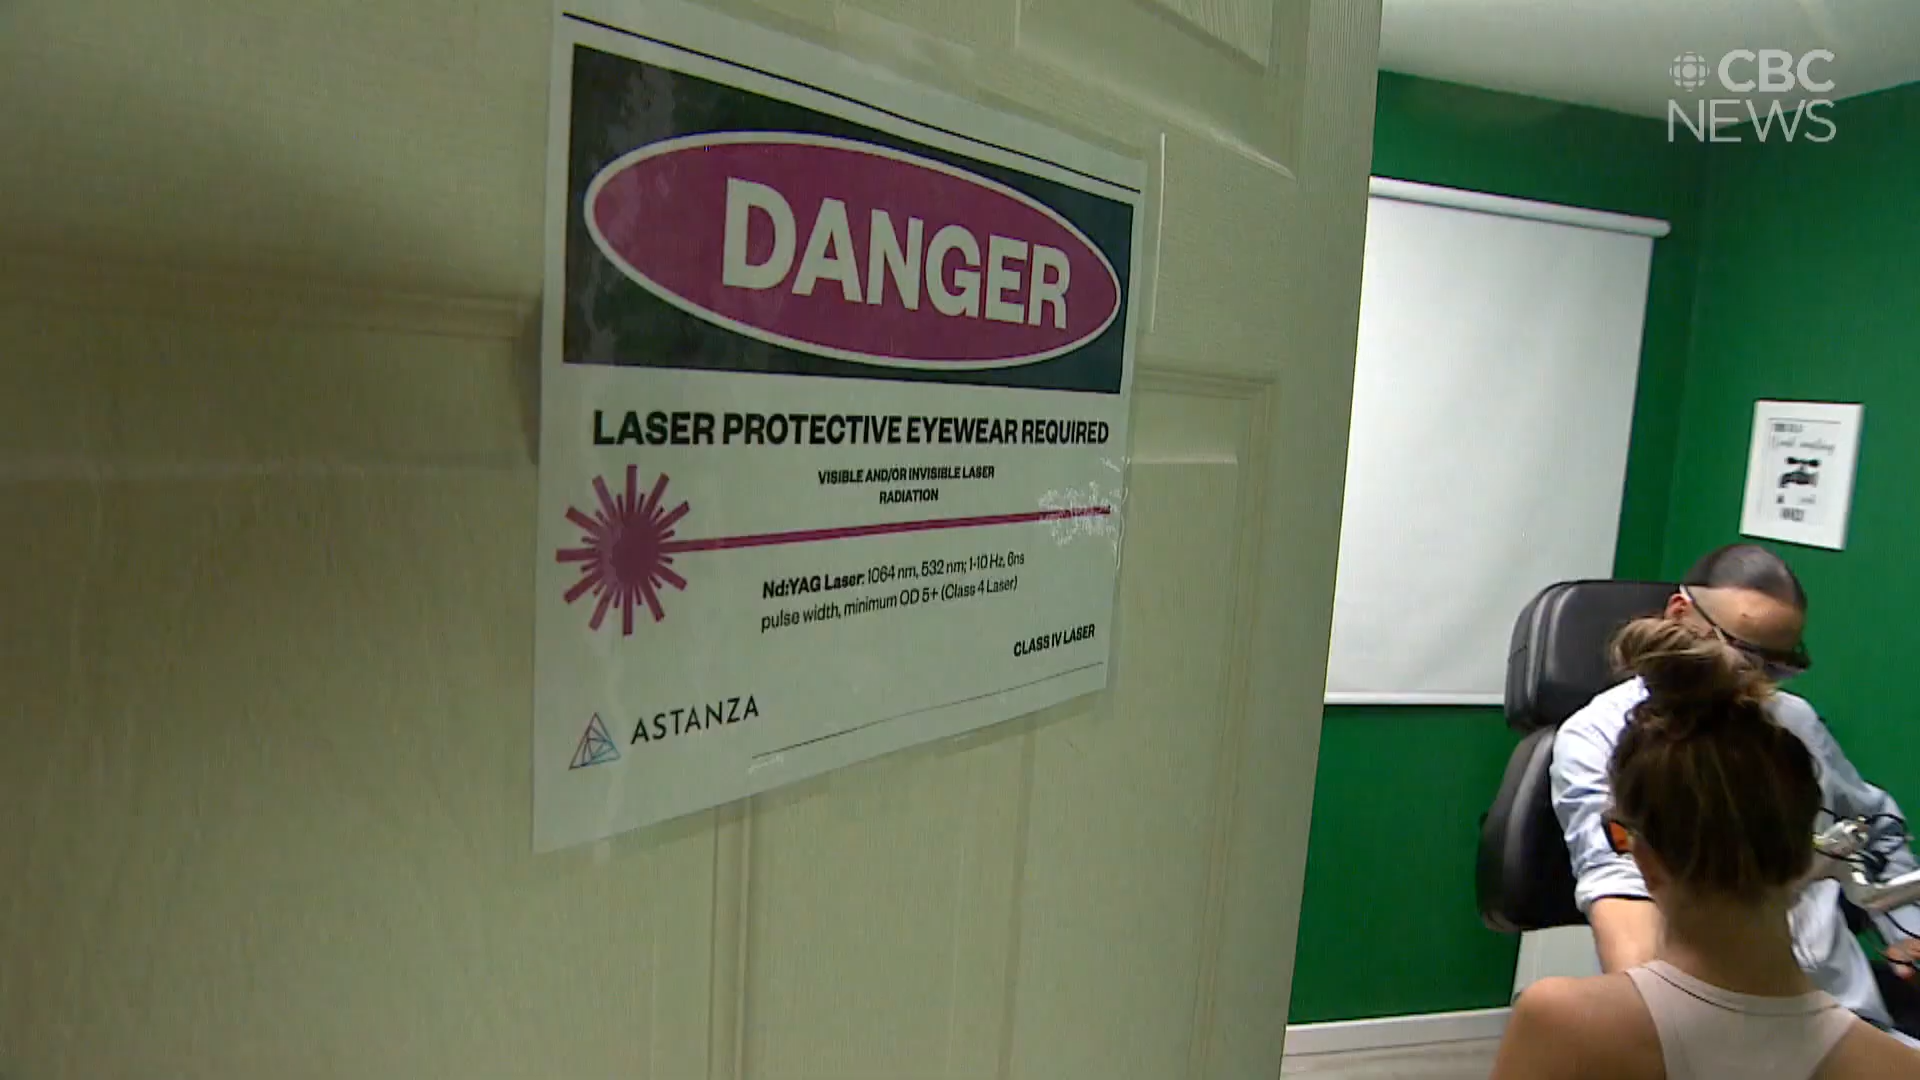 CBC
NEWS
DANGER
LASER PROTECTIVE EYEWEAR REQUIRED
VISIBLE AND/OR INVISIBLE LASER
RADIATION
Nd:YAG Laser: 1064 nm, 532 nm; 1-10 Hz, 6ns
pulse width, minimum OD 5+ (Class 4 Laser)
CLASS IV LASER
ASTANZA